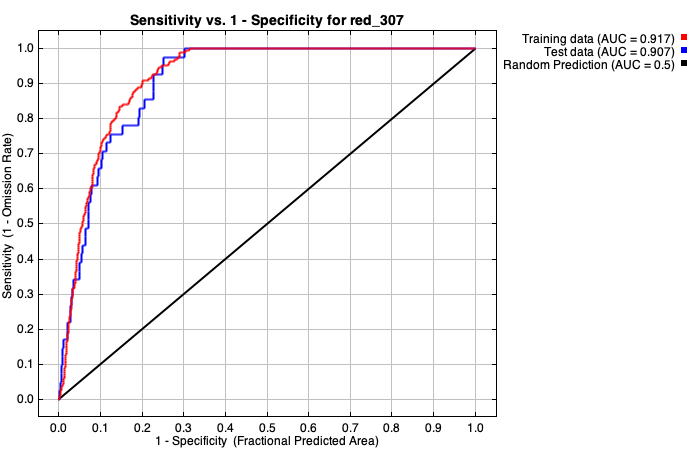 Sensitivity vs. 1 - Specificity for red_307
Training data (AUC = 0.917)
Test data (AUC = 0.907)
Random Prediction (AUC = 0.5)
Sensitivity (1 - Omission Rate)
1.0
0.9
0.8
0.7
0.6
0.5
0.4
0.3
0.2
0.1
0.0
0.0 0.1 0.2 0.3 0.4 0.5 0.6 0.7 0.8 0.9 1.0
1 - Specificity (Fractional Predicted Area)